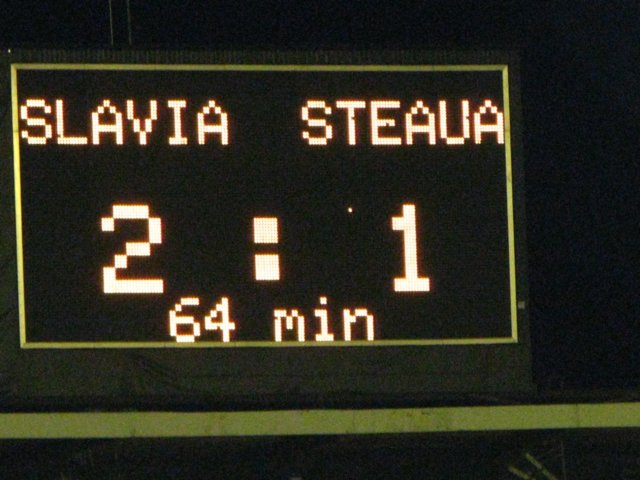 SLAVIA STEAUA
2 : 1
64 min